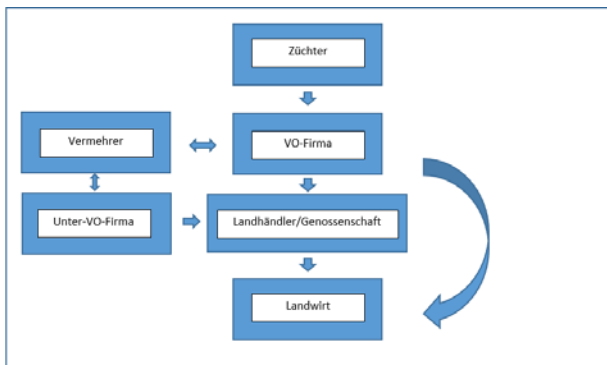 Züchter
Vermehrer
VO-Firma
Unter-VO-Firma
Landhändler/Genossenschaft
Landwirt